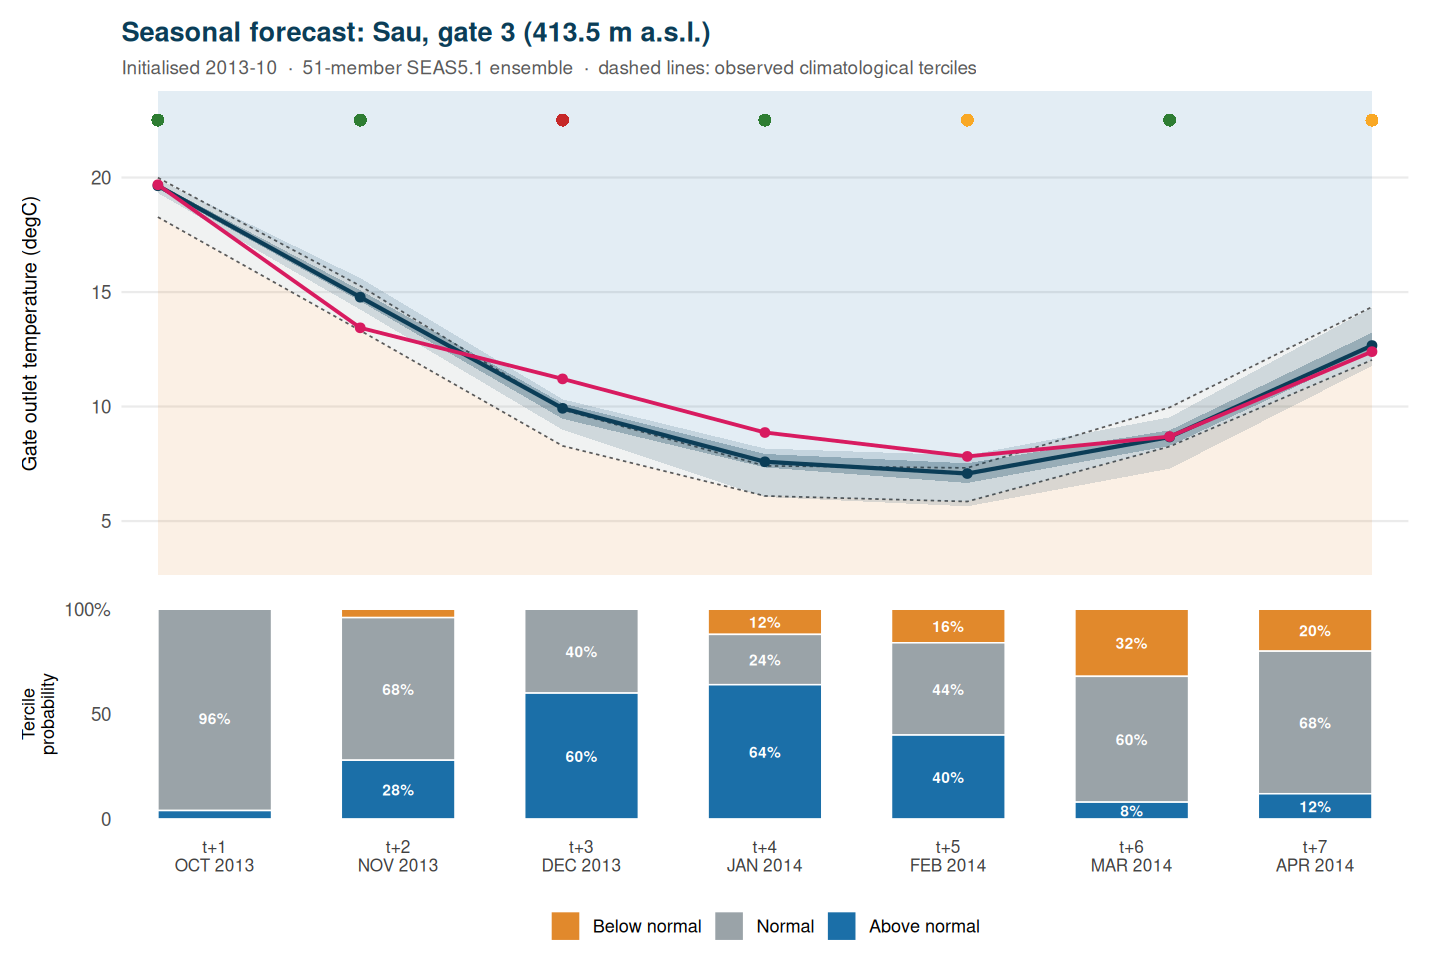 Seasonal forecast: Sau, gate 3 (413.5 m a.s.l.)
Initialised 2013-10 · 51-member SEAS5.1 ensemble · dashed lines: observed climatological terciles
Gate outlet temperature (degC)
20
15
10
5
Tercile
probability
100%
50
0
96%
68%
28%
40%
60%
12%
24%
64%
16%
44%
40%
32%
60%
8%
20%
68%
12%
t+1
OCT 2013
t+2
NOV 2013
t+3
DEC 2013
t+4
JAN 2014
t+5
FEB 2014
t+6
MAR 2014
t+7
APR 2014
Below normal
Normal
Above normal